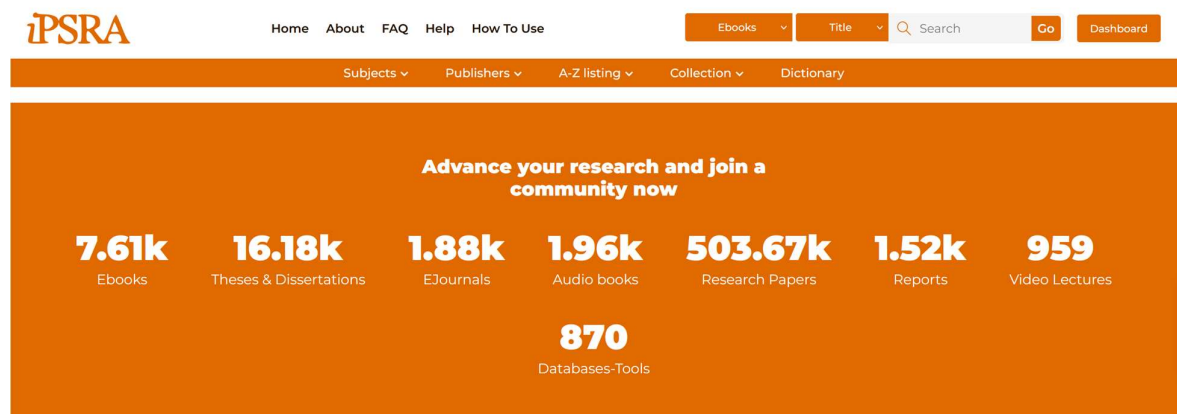 iPSRA
Home About FAQ Help How To Use
Ebooks Title Search Go Dashboard
Subjects Publishers A-Z listing Collection Dictionary
Advance your research and join a
community now
7.61k 16.18k 1.88k 1.96k 503.67k 1.52k 959
Ebooks Theses & Dissertations EJournals Audio books Research Papers Reports Video Lectures
870
Databases-Tools